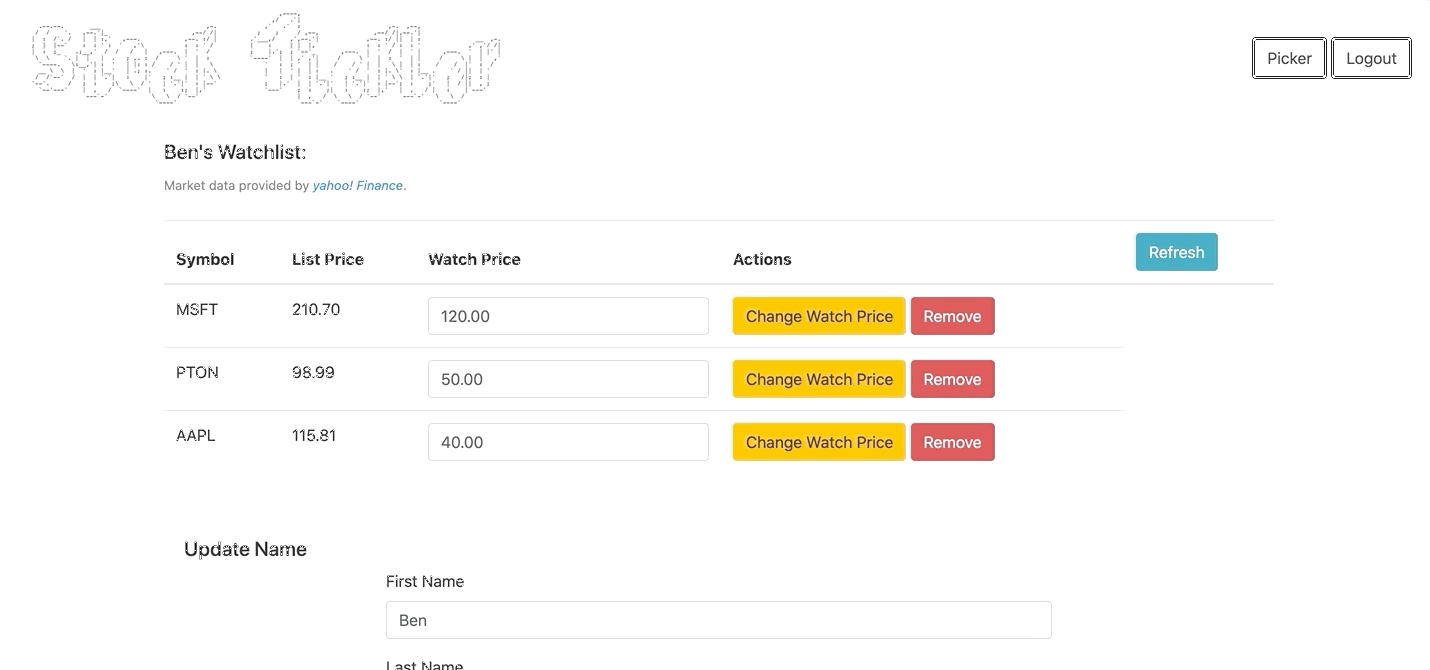 Stock Tickler
Picker Logout
Ben's Watchlist:
Market data provided by yahoo! Finance.
Symbol List Price Watch Price Actions Refresh
MSFT 210.70 120.00 Change Watch Price Remove
PTON 98.99 50.00 Change Watch Price Remove
AAPL 115.81 40.00 Change Watch Price Remove
Update Name
First Name
Ben
Last Name